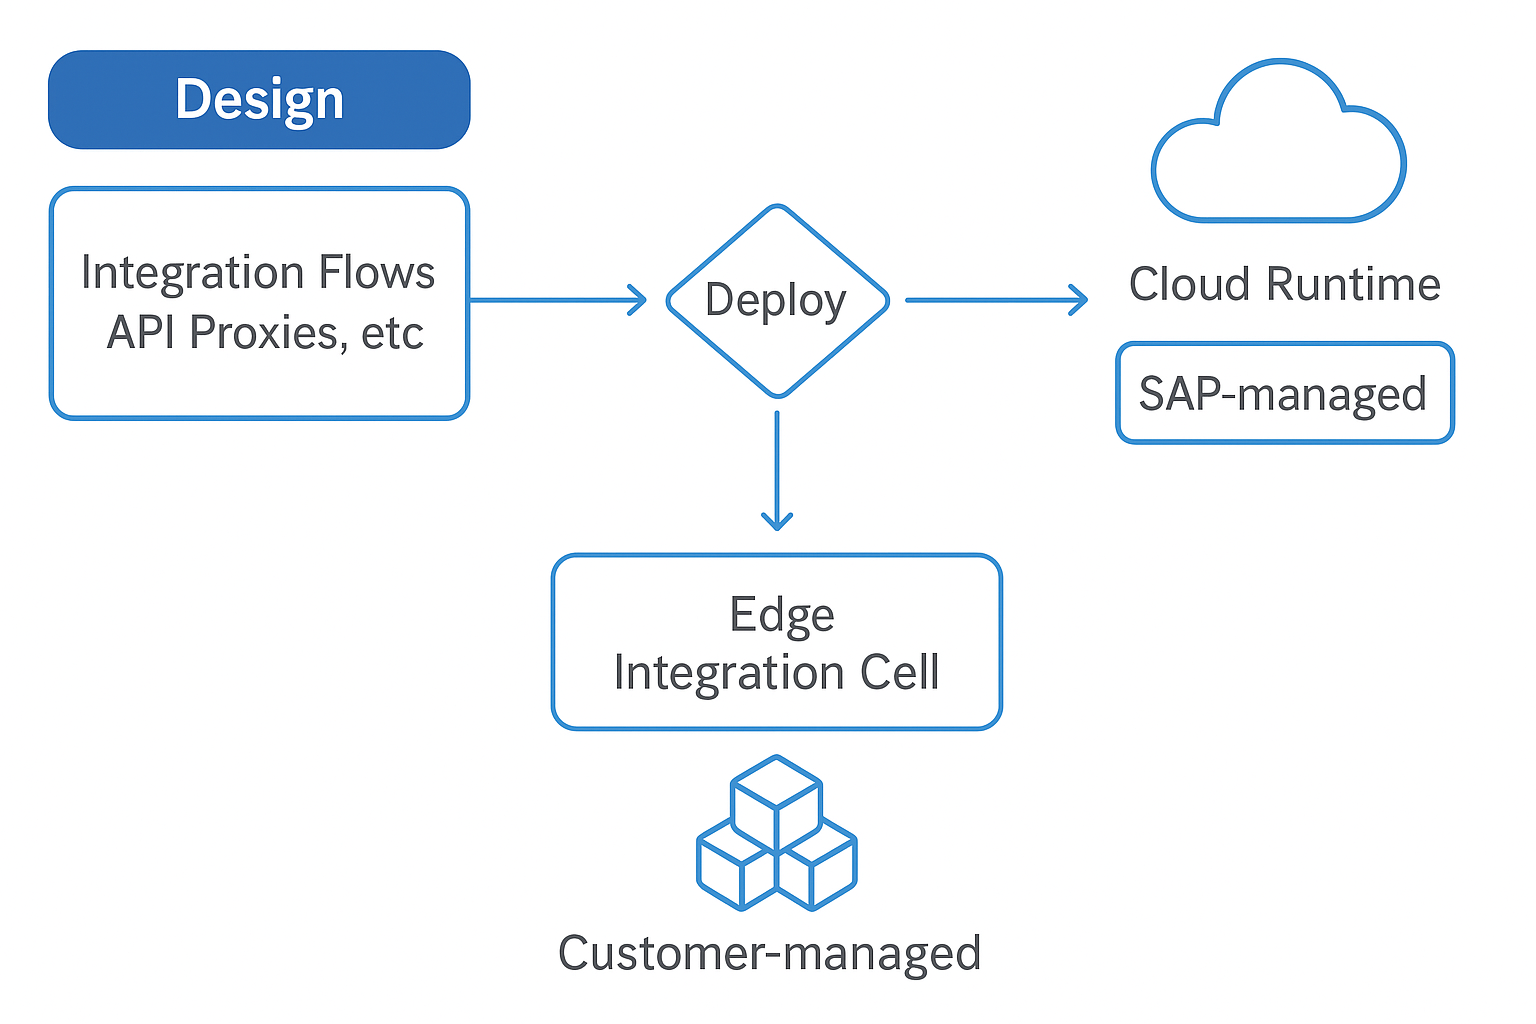 Design
Integration Flows
API Proxies, etc
Deploy
Cloud Runtime
SAP-managed
Edge
Integration Cell
Customer-managed